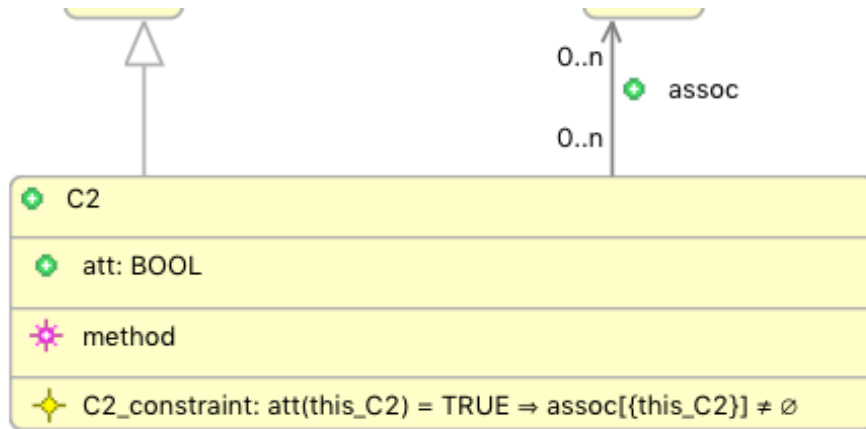 0..n
assoc
0..n
C2
att: BOOL
method
C2_constraint: att(this_C2) = TRUE ⇒ assoc[{this_C2}] ≠ ∅